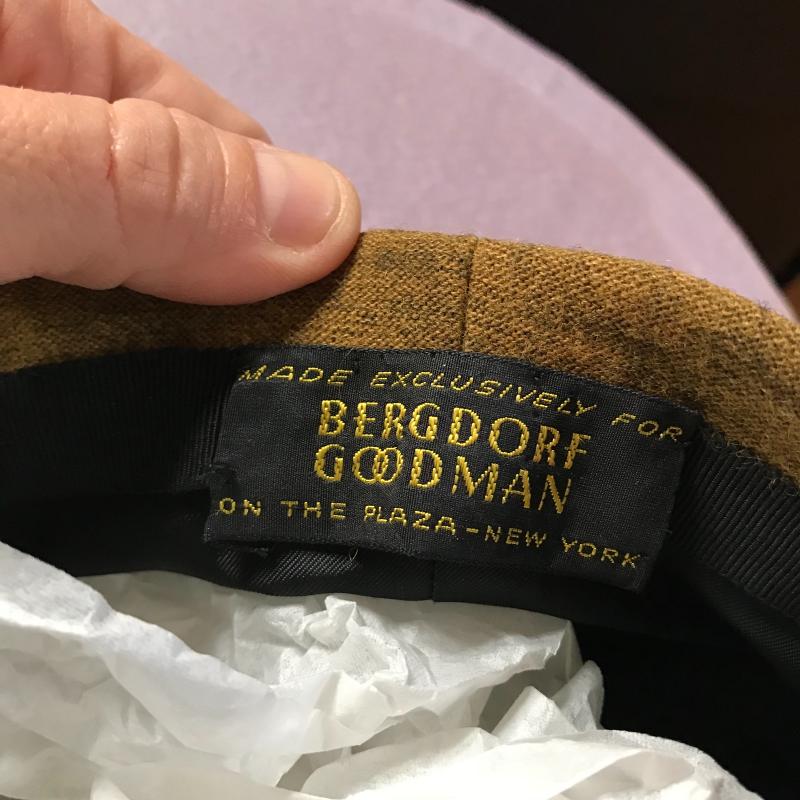 MADE EXCLUSIVELY FOR
BERGDORF
GOODMAN
ON THE PLAZA - NEW YORK